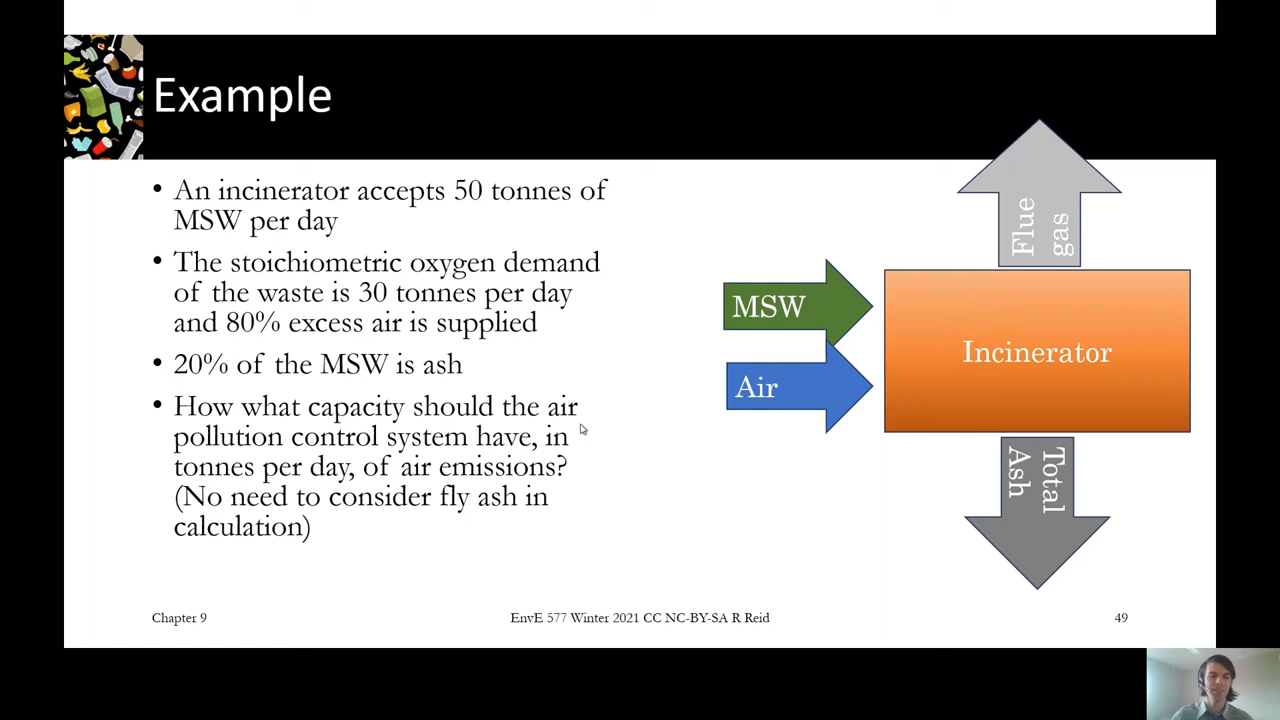 Example
• An incinerator accepts 50 tonnes of
MSW per day
• The stoichiometric oxygen demand
of the waste is 30 tonnes per day
and 80% excess air is supplied
• 20% of the MSW is ash
• How what capacity should the air
pollution control system have, in
tonnes per day, of air emissions?
(No need to consider fly ash in
calculation)
Flue
gas
MSW
Air
Incinerator
Total
Ash
Chapter 9
EnvE 577 Winter 2021 CC NC-BY-SA R Reid
49